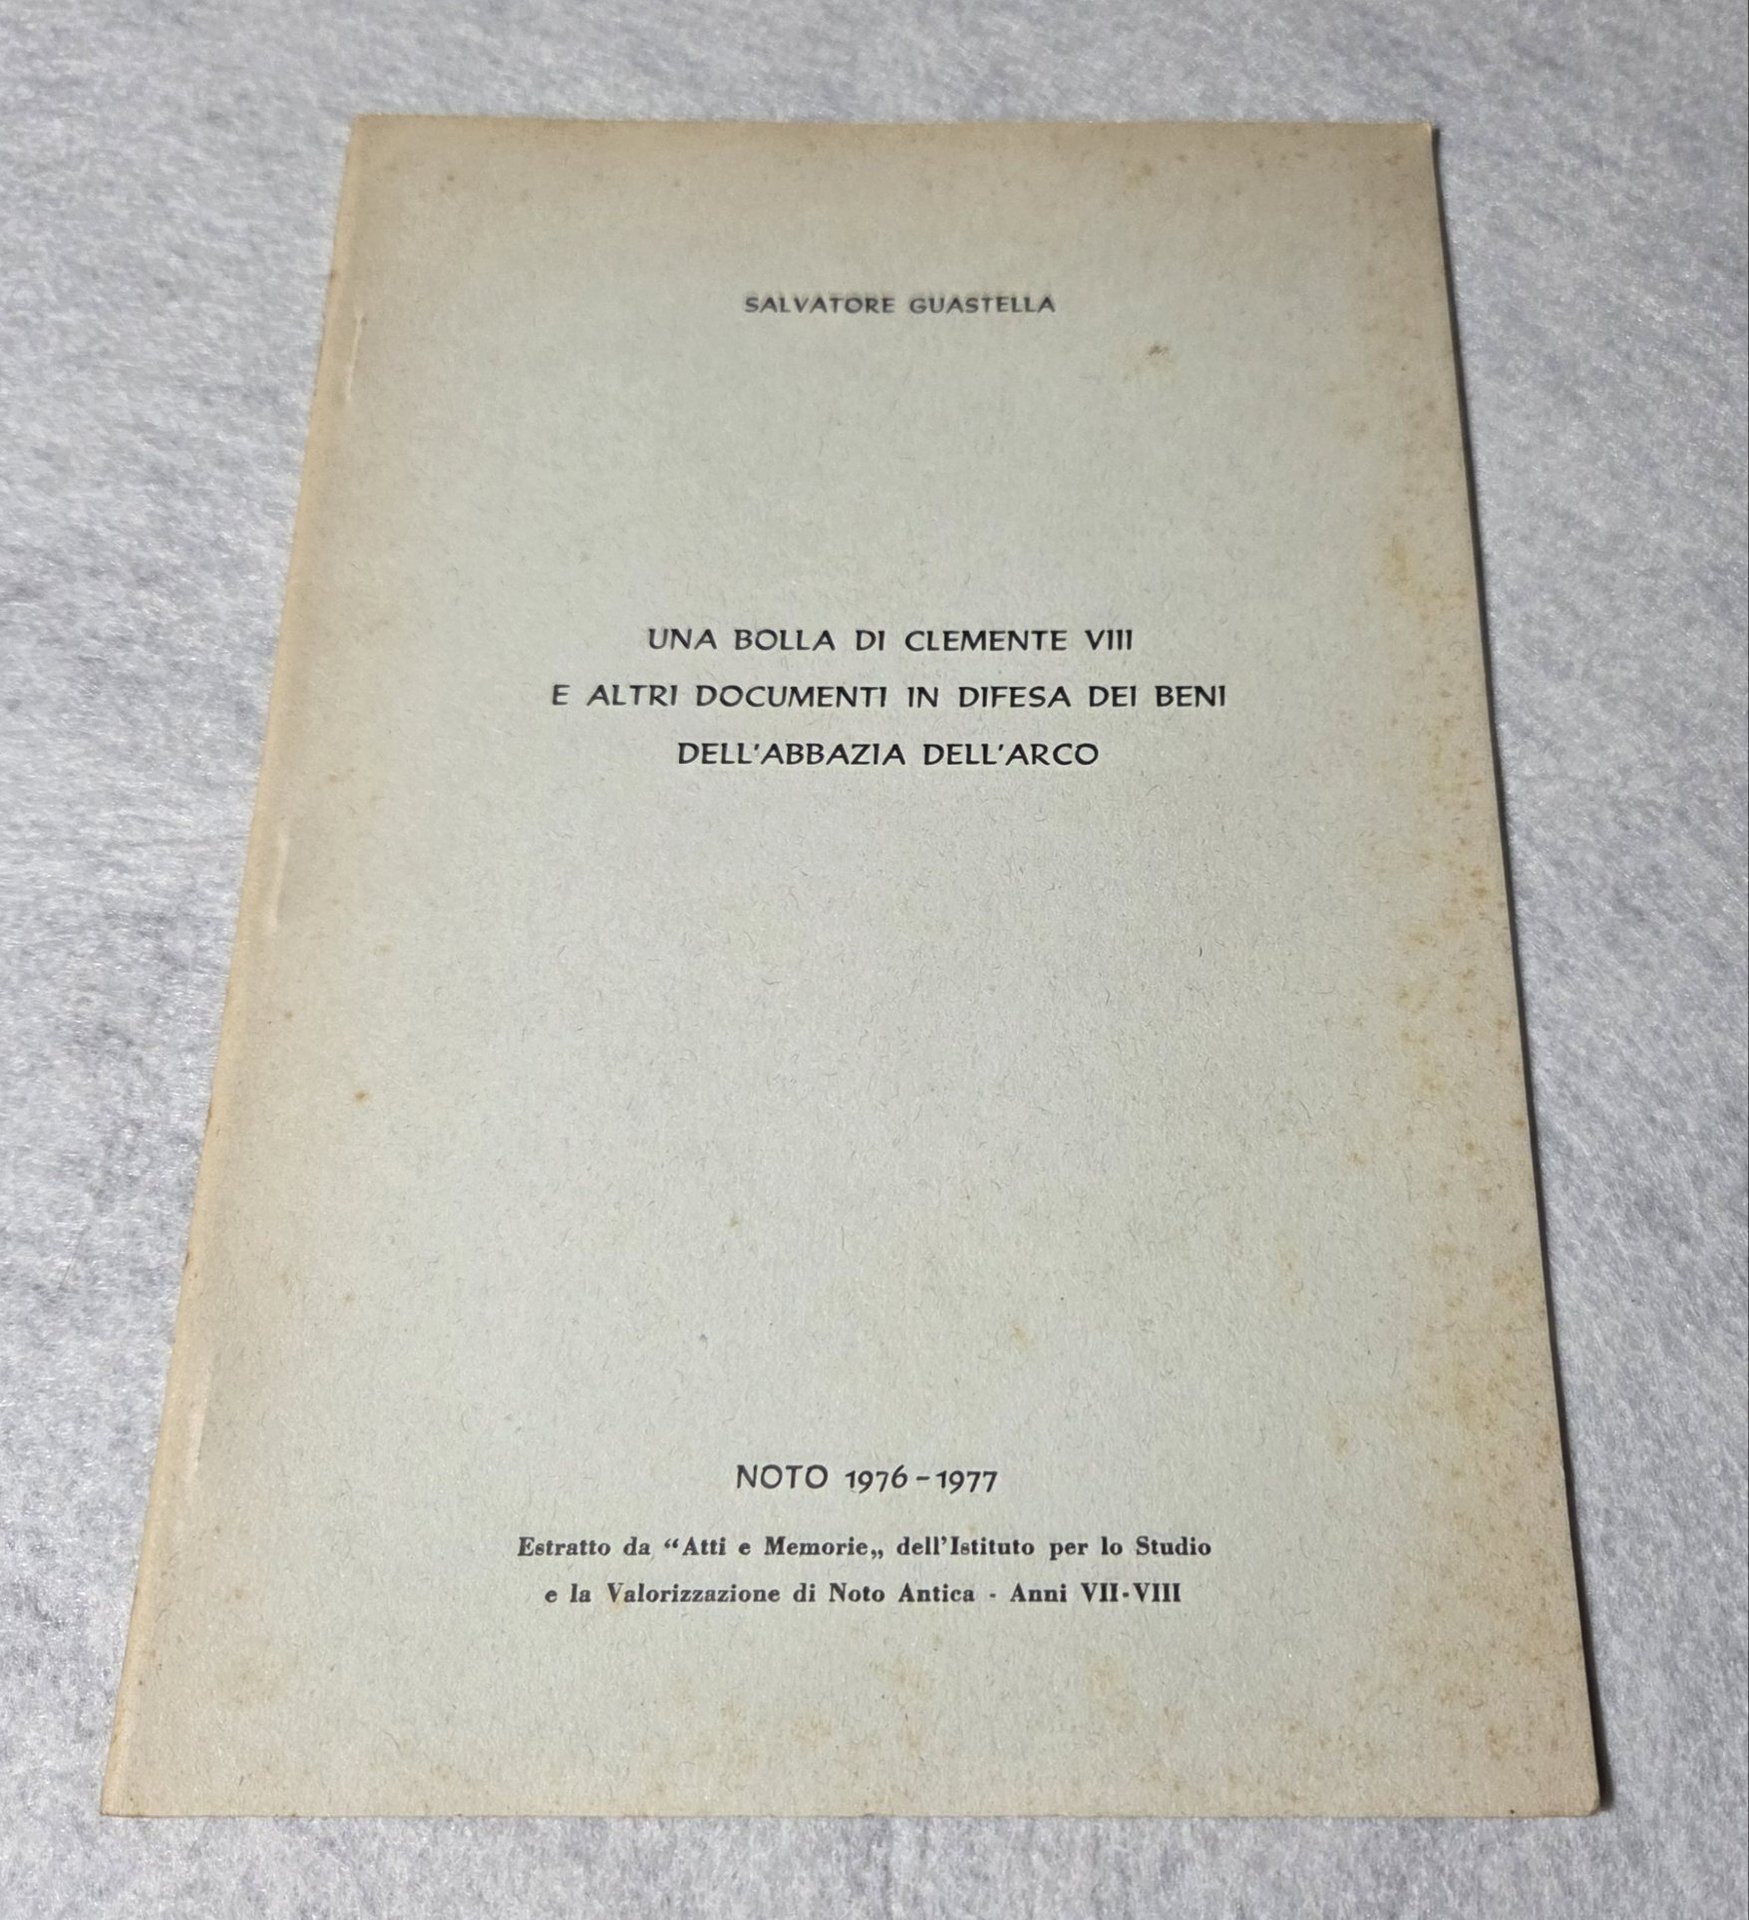 SALVATORE GUASTELLA
UNA BOLLA DI CLEMENTE VIII
E ALTRI DOCUMENTI IN DIFESA DEI BENI
DELL'ABBAZIA DELL'ARCO
NOTO 1976-1977
Estratto da “Atti e Memorie„ dell'Istituto per lo Studio
e la Valorizzazione di Noto Antica - Anni VII-VIII